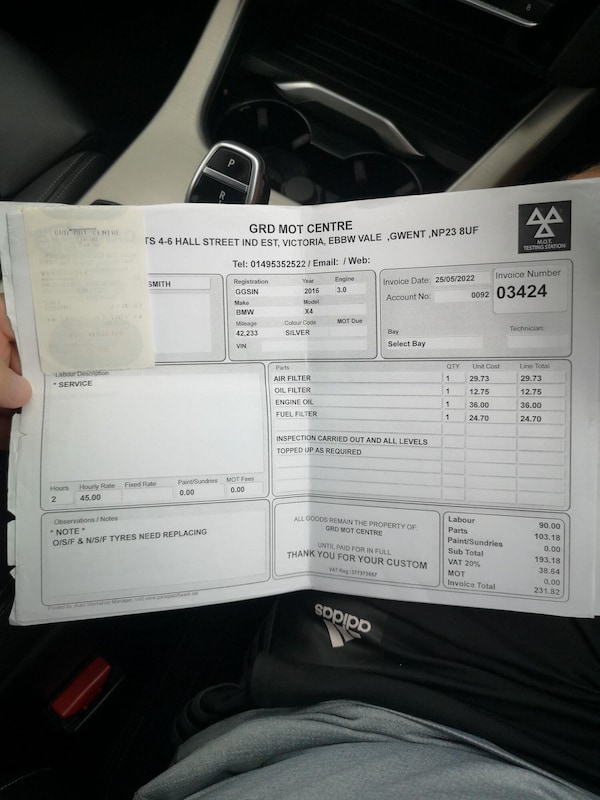 GRD MOT CENTRE
TS 4-6 HALL STREET IND EST, VICTORIA, EBBW VALE ,GWENT ,NP23 8UF
Tel: 01495352522 / Email: / Web:
M.O.T.
TESTING STATION
SMITH
Registration Year Engine
GGSIN 2016 3.0
Make Model
BMW X4
Mileage Colour Code MOT Due
42,233 SILVER
VIN
Invoice Date: 25/05/2022
Account No: 0092
Invoice Number
03424
Bay Technician:
Select Bay
Labour Description
* SERVICE
Hours Hourly Rate Fixed Rate Paint/Sundries MOT Fees
2 45.00 0.00 0.00
Parts QTY Unit Cost Line Total
AIR FILTER 1 29.73 29.73
OIL FILTER 1 12.75 12.75
ENGINE OIL 1 36.00 36.00
FUEL FILTER 1 24.70 24.70
INSPECTION CARRIED OUT AND ALL LEVELS
TOPPED UP AS REQUIRED
Observations / Notes
* NOTE *
O/S/F & N/S/F TYRES NEED REPLACING
ALL GOODS REMAIN THE PROPERTY OF
GRD MOT CENTRE
UNTIL PAID FOR IN FULL
THANK YOU FOR YOUR CUSTOM
Labour 90.00
Parts 103.18
Paint/Sundries 0.00
Sub Total 193.18
VAT 20% 38.64
MOT 0.00
Invoice Total 231.82
P
R
8
adidas